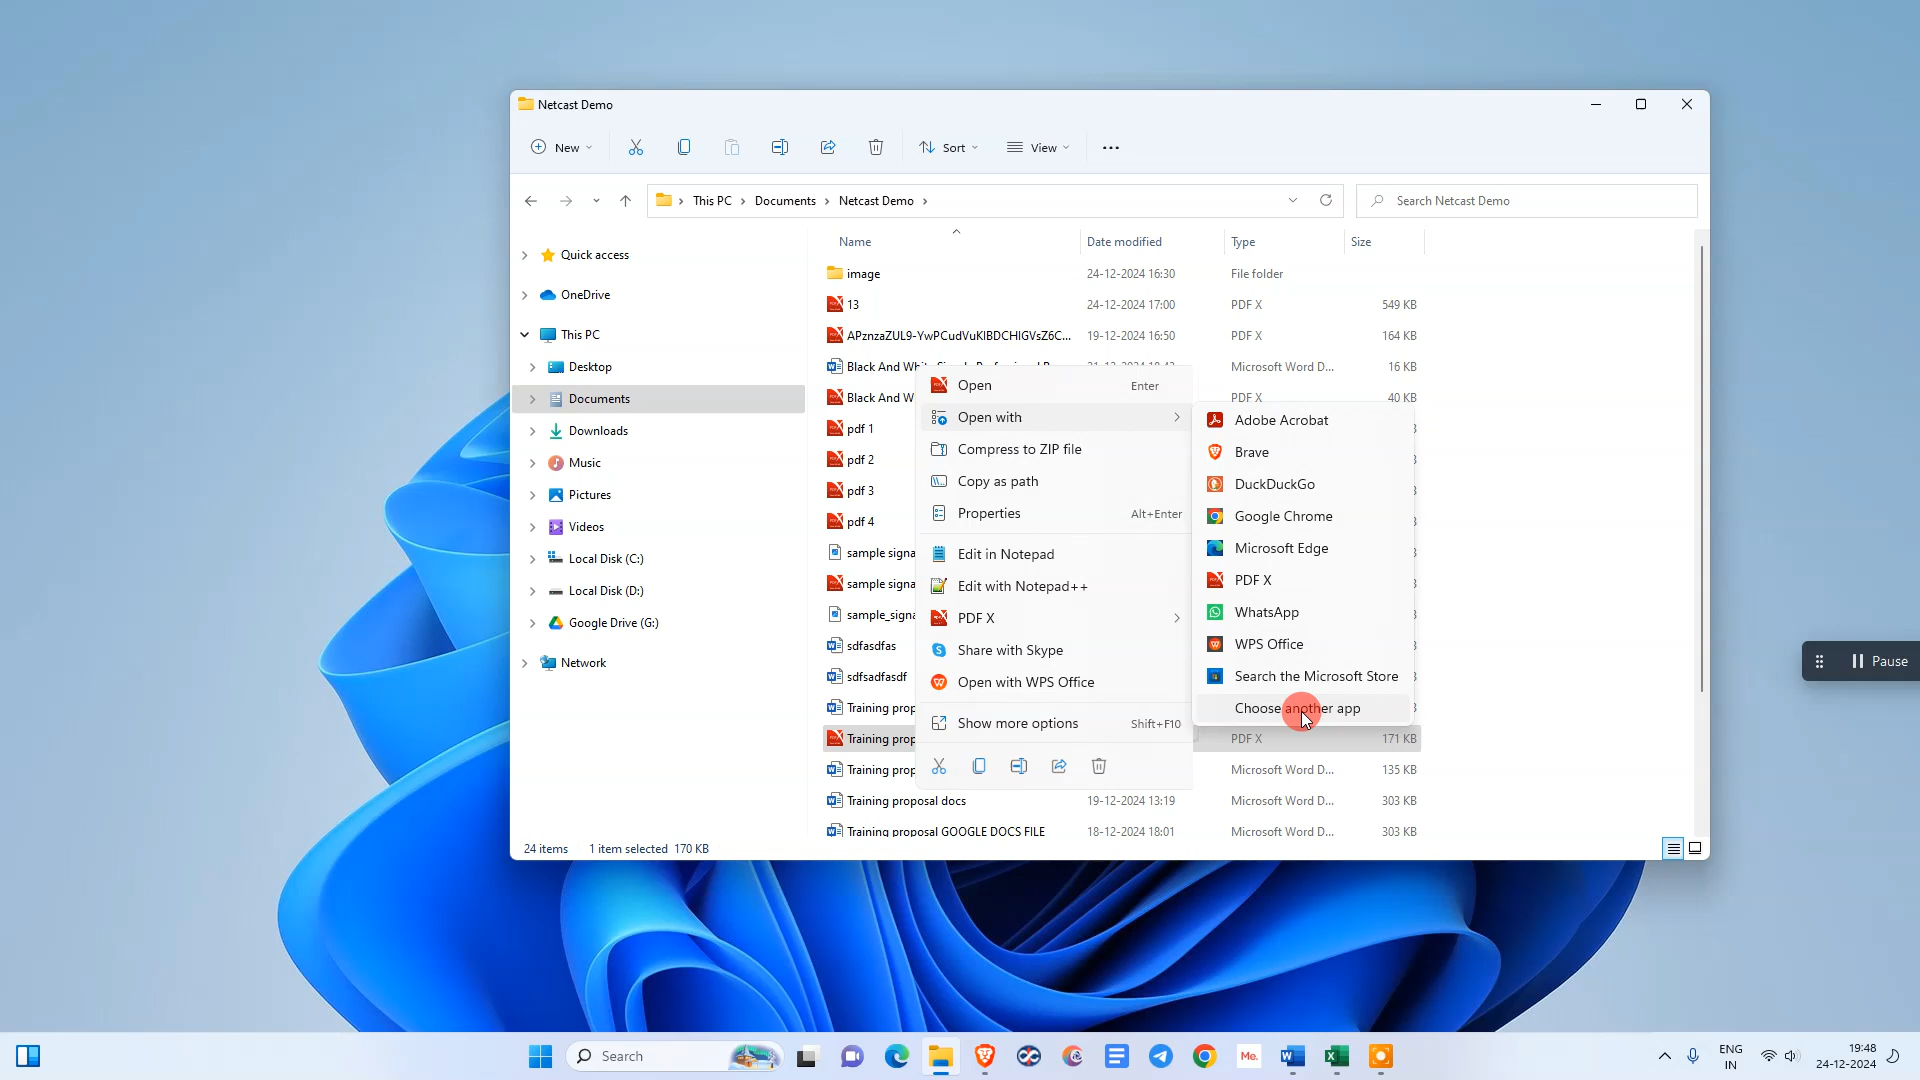 Netcast Demo
New
Sort
View
This PC
Documents
Netcast Demo
Search Netcast Demo
Quick access
OneDrive
This PC
Desktop
Documents
Downloads
Music
Pictures
Videos
Local Disk (C:)
Local Disk (D:)
Google Drive (G:)
Network
Name Date modified Type Size
image 24-12-2024 16:30 File folder
13 24-12-2024 17:00 PDF X 549 KB
APznzaZUL9-YwPCudVuKIBDCHIGVsZ6C... 19-12-2024 16:50 PDF X 164 KB
Black And Microsoft Word D... 16 KB
Black And W PDF X 40 KB
pdf 1
pdf 2
pdf 3
pdf 4
sample signa
sample signa
sample_signa
sdfasdfas
sdfsadfasdf
Training prop
Training prop PDF X 171 KB
Training prop Microsoft Word D... 135 KB
Training proposal docs 19-12-2024 13:19 Microsoft Word D... 303 KB
Training proposal GOOGLE DOCS FILE 18-12-2024 18:01 Microsoft Word D... 303 KB
Open Enter
Open with
Compress to ZIP file
Copy as path
Properties Alt+Enter
Edit in Notepad
Edit with Notepad++
PDF X
Share with Skype
Open with WPS Office
Show more options Shift+F10
Adobe Acrobat
Brave
DuckDuckGo
Google Chrome
Microsoft Edge
PDF X
WhatsApp
WPS Office
Search the Microsoft Store
Choose another app
24 items 1 item selected 170 KB
Pause
Search
Me.
ENG
IN
19:48
24-12-2024